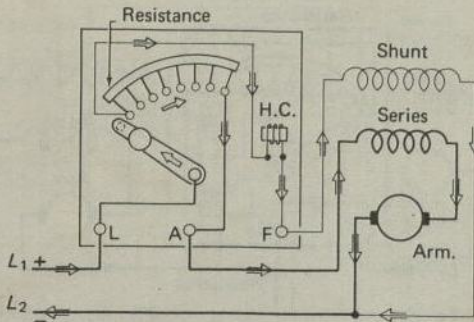 Resistance
Shunt
H.C.
Series
L
A
F
Arm.
L1 +
L2
−